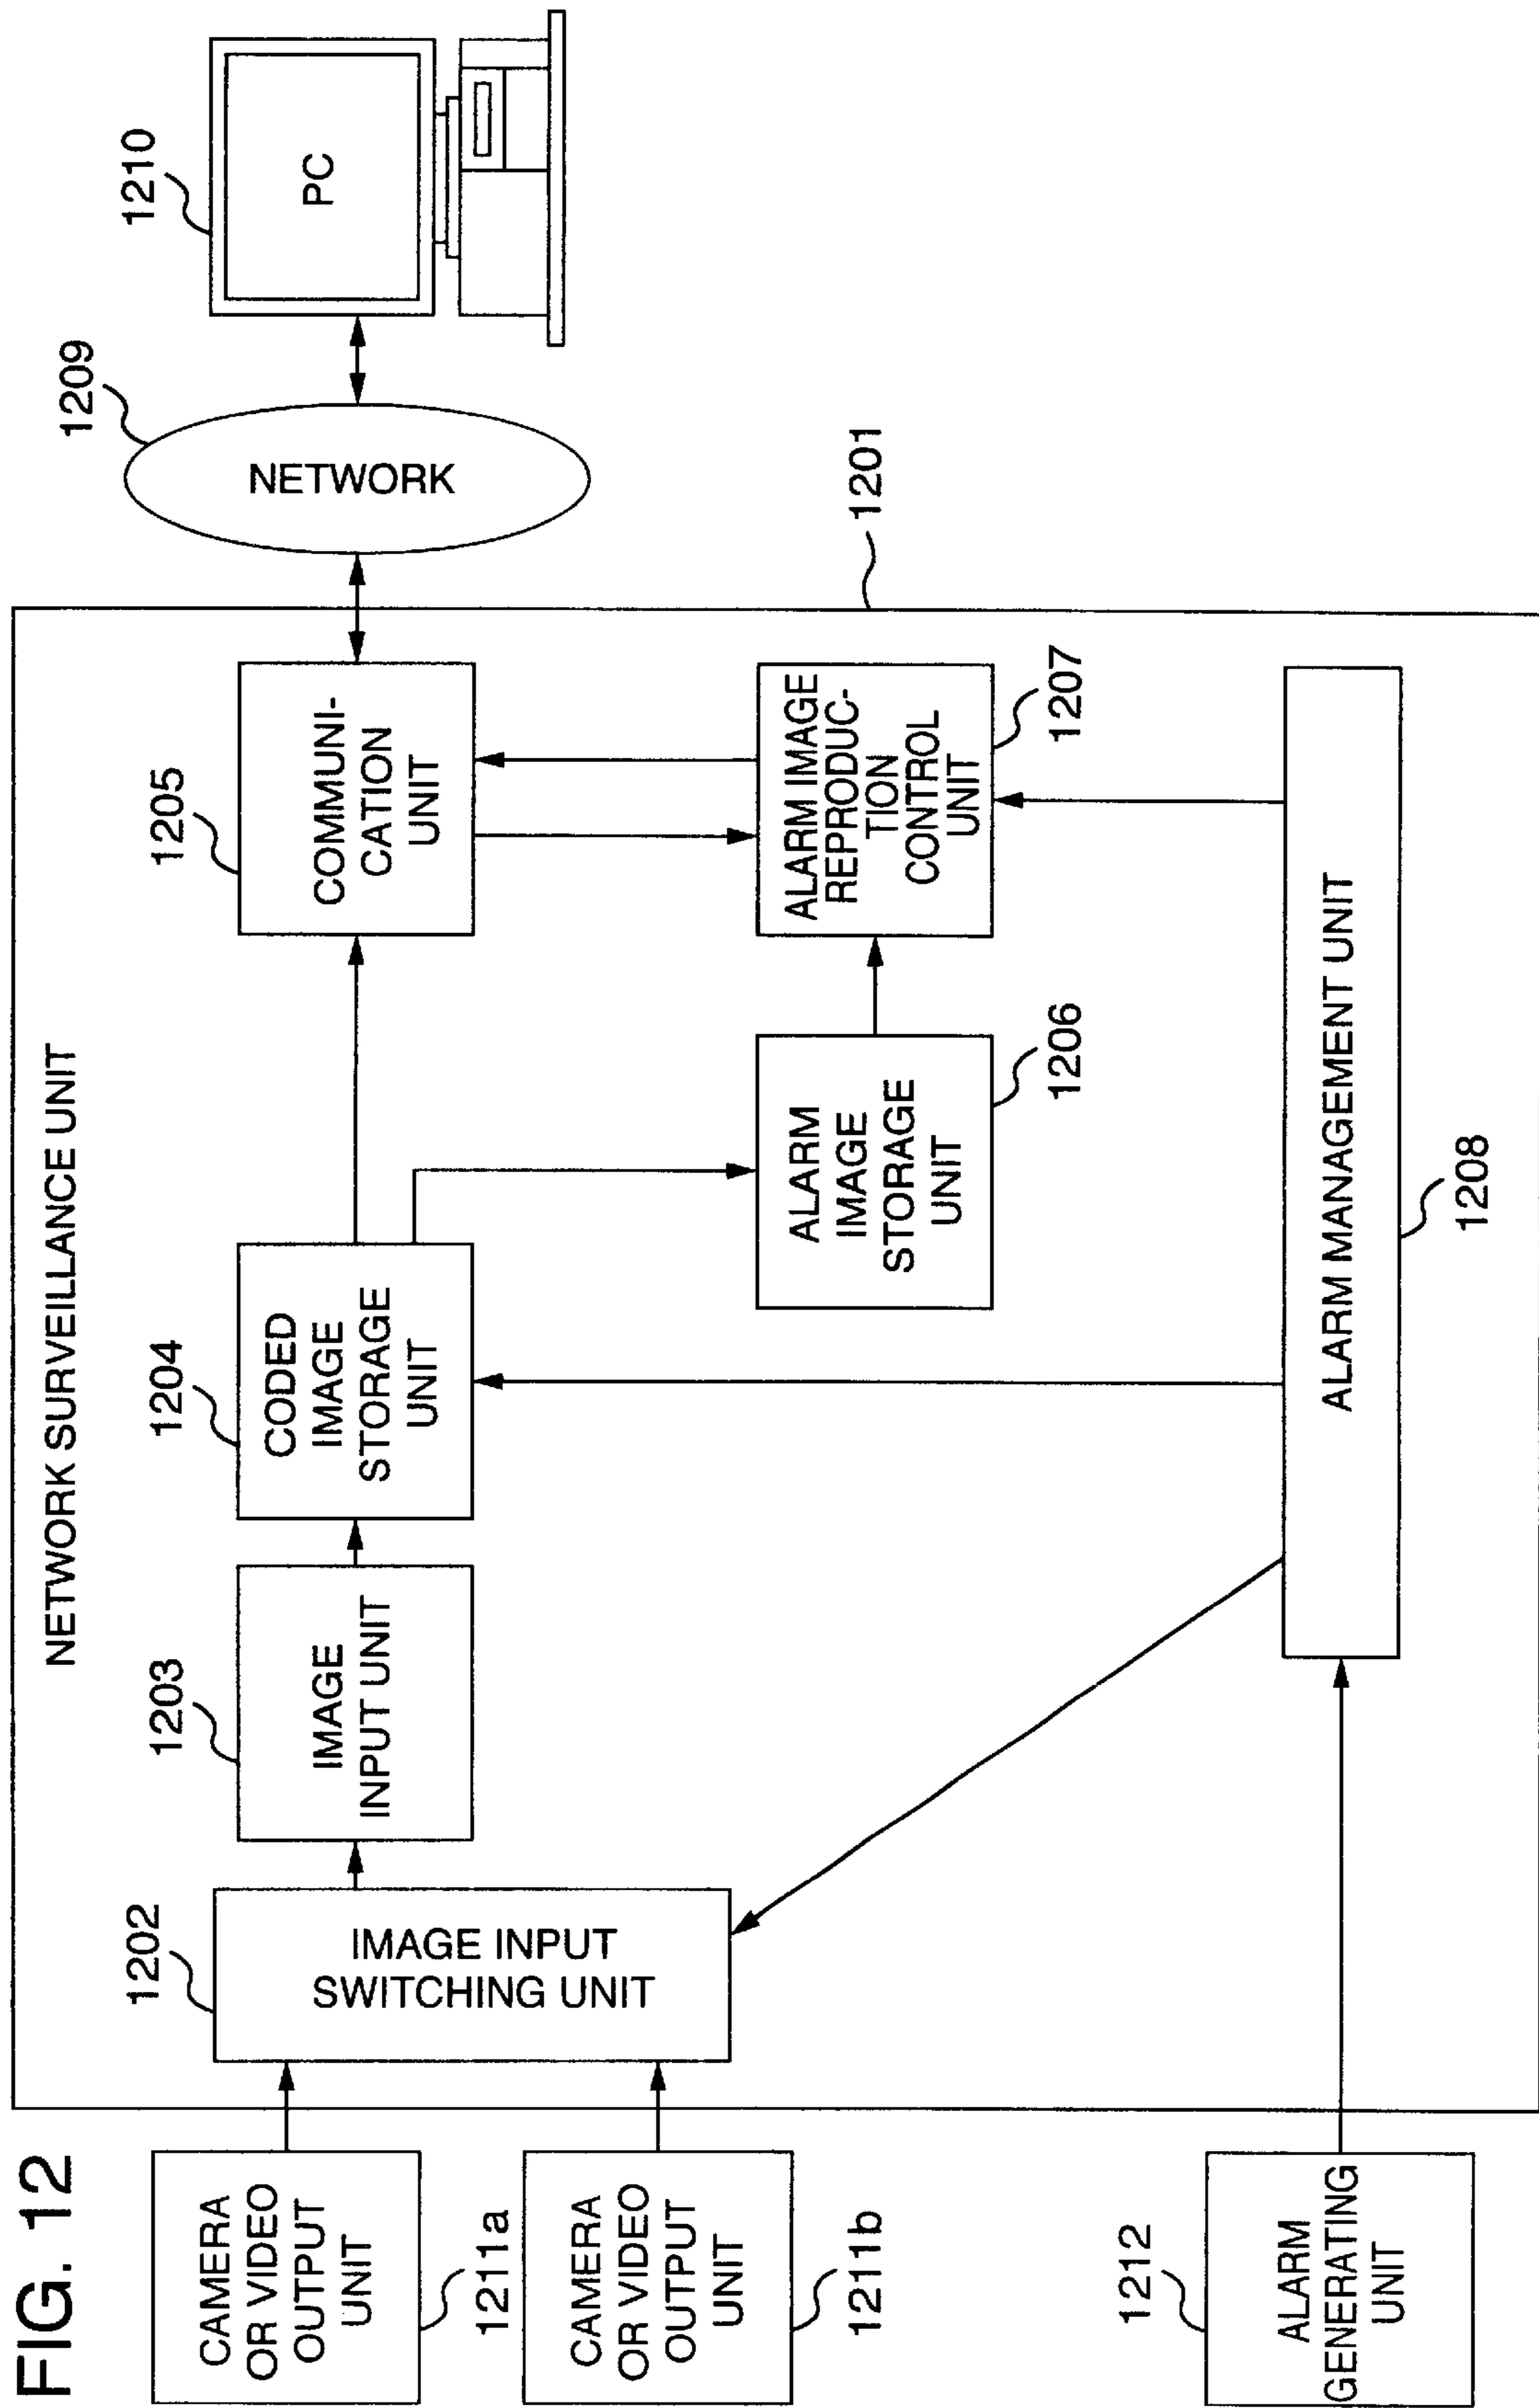 FIG. 12
NETWORK SURVEILLANCE UNIT
1201
CAMERA
OR VIDEO
OUTPUT
UNIT
1211a
CAMERA
OR VIDEO
OUTPUT
UNIT
1211b
1202
IMAGE INPUT
SWITCHING UNIT
1203
IMAGE
INPUT UNIT
1204
CODED
IMAGE
STORAGE
UNIT
1205
COMMUNI-
CATION
UNIT
1209
NETWORK
1210
PC
ALARM
IMAGE
STORAGE
UNIT
1206
ALARM IMAGE
REPRODUC-
TION
CONTROL
UNIT
1207
1212
ALARM
GENERATING
UNIT
ALARM MANAGEMENT UNIT
1208